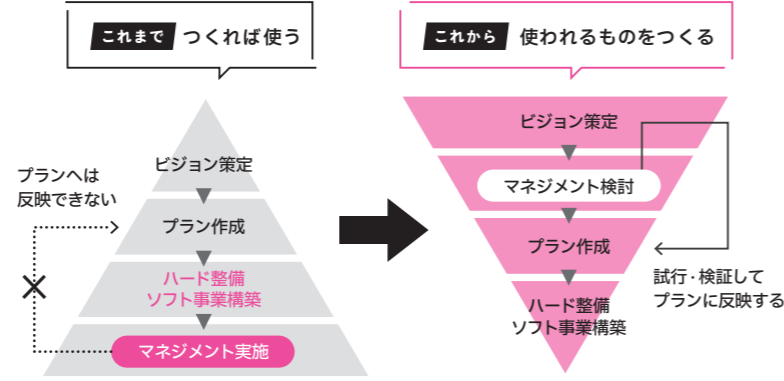 これまで つくれば使う
ビジョン策定
プランへは
反映できない
プラン作成
ハード整備
ソフト事業構築
マネジメント実施
これから 使われるものをつくる
ビジョン策定
マネジメント検討
プラン作成
試行・検証して
プランに反映する
ハード整備
ソフト事業構築